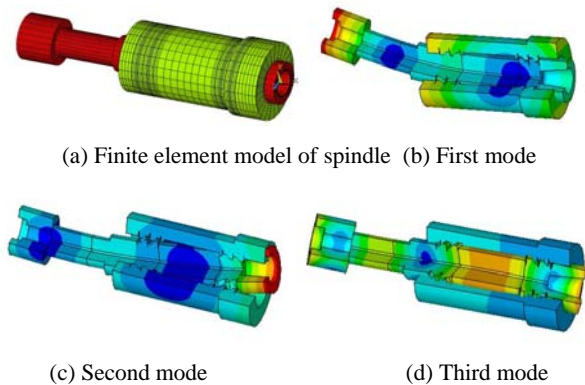 (a) Finite element model of spindle (b) First mode
(c) Second mode (d) Third mode